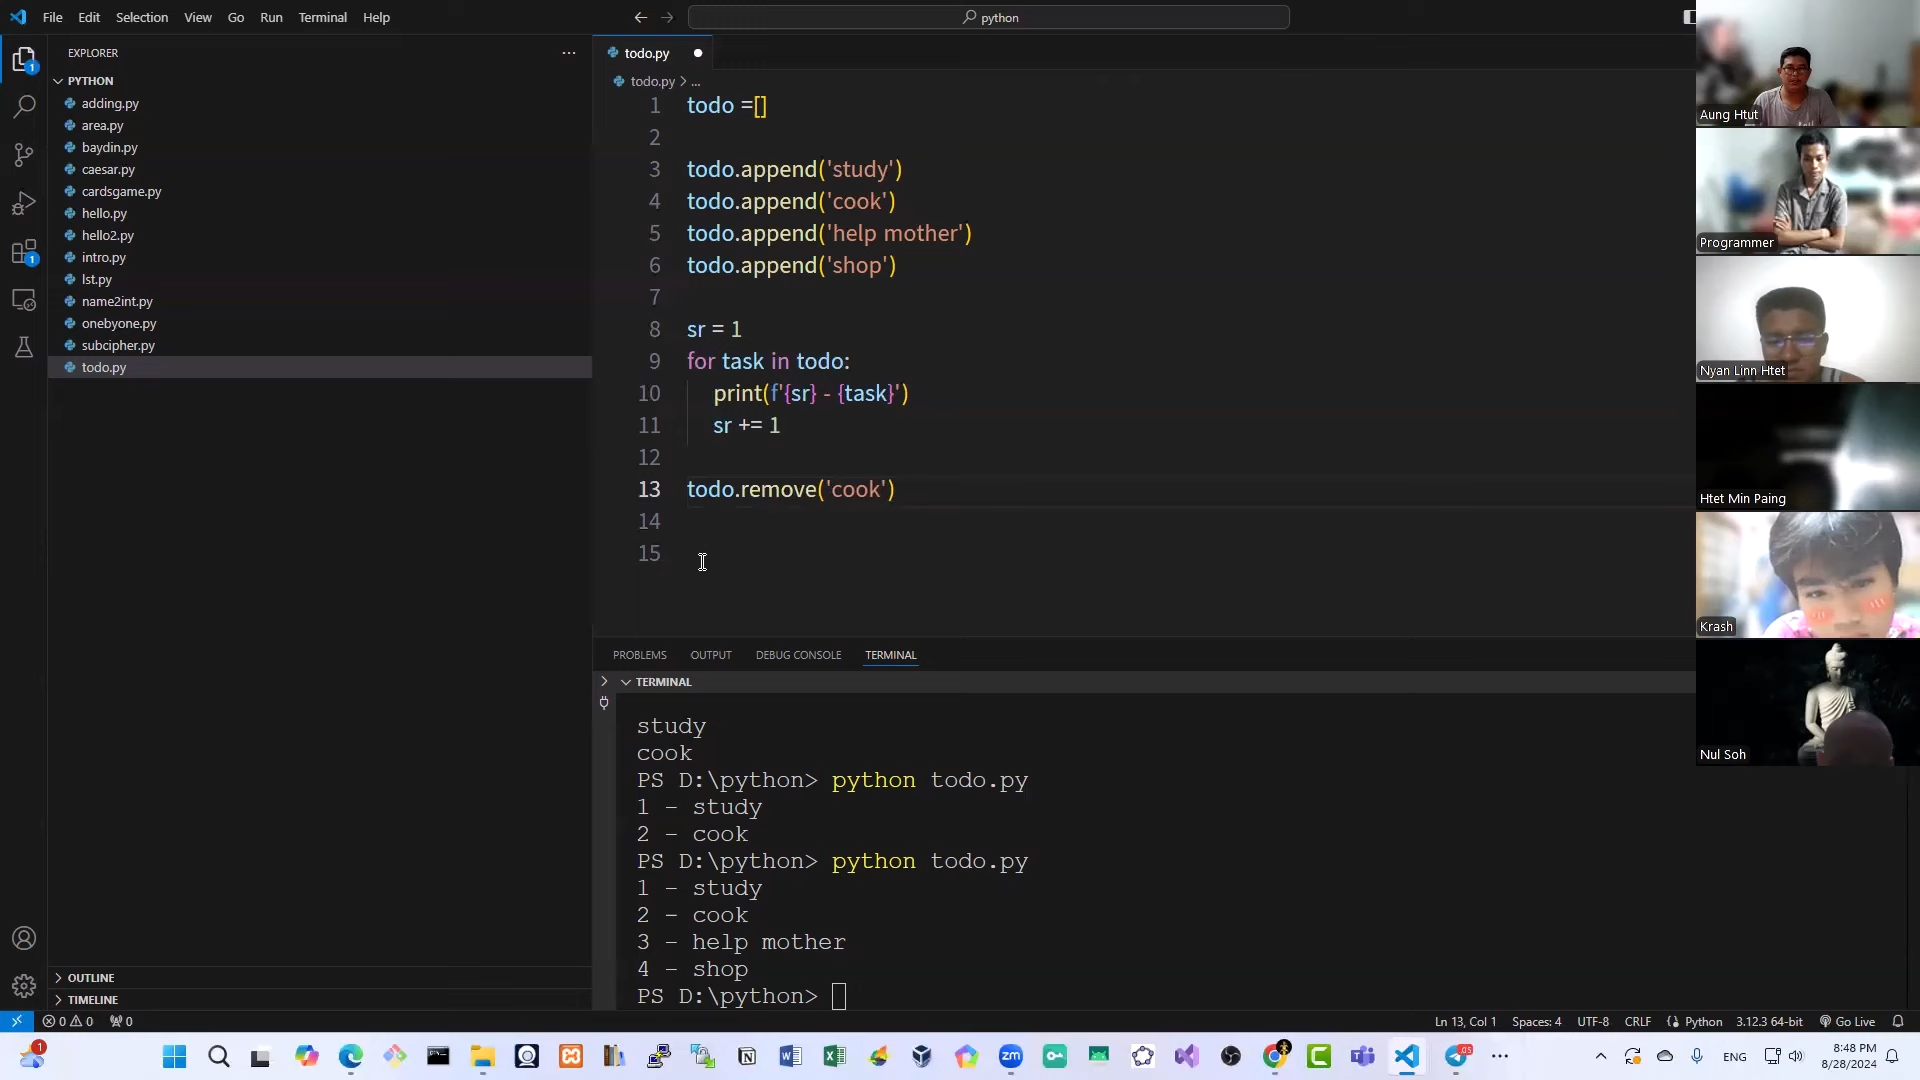 File Edit Selection View Go Run Terminal Help
python
EXPLORER
PYTHON
adding.py
area.py
baydin.py
caesar.py
cardsgame.py
hello.py
hello2.py
intro.py
lst.py
name2int.py
onebyone.py
subcipher.py
todo.py
OUTLINE
TIMELINE
1
1
todo.py
todo.py > ...
1 todo =[]
2
3 todo.append('study')
4 todo.append('cook')
5 todo.append('help mother')
6 todo.append('shop')
7
8 sr = 1
9 for task in todo:
10 print(f'{sr} - {task}')
11 sr += 1
12
13 todo.remove('cook')
14
15
PROBLEMS OUTPUT DEBUG CONSOLE TERMINAL
TERMINAL
study
cook
PS D:\python> python todo.py
1 - study
2 - cook
PS D:\python> python todo.py
1 - study
2 - cook
3 - help mother
4 - shop
PS D:\python>
Aung Htut
Programmer
Nyan Linn Htet
Htet Min Paing
Krash
Nul Soh
0 0 0
Ln 13, Col 1 Spaces: 4 UTF-8 CRLF Python 3.12.3 64-bit Go Live
1
zm
ENG
8:48 PM
8/28/2024